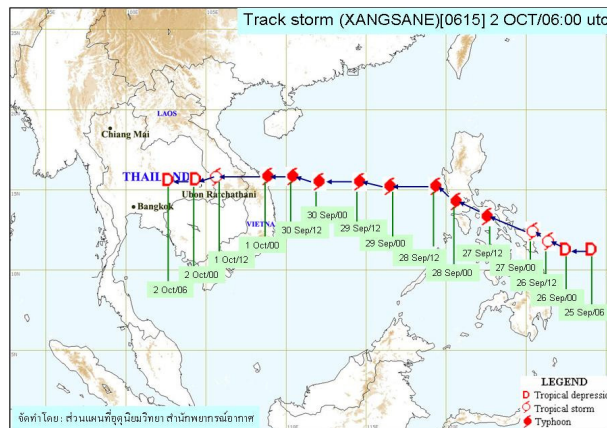 Track storm (XANGSANE)[0615] 2 OCT/06:00 utc
LAOS
Chiang Mai
THAILAND
Ubon Ratchathani
Bangkok
VIETNA
2 Oct/06
2 Oct/00
1 Oct/12
1 Oct/00
30 Sep/12
30 Sep/00
29 Sep/12
29 Sep/00
28 Sep/12
28 Sep/00
27 Sep/12
27 Sep/00
26 Sep/12
26 Sep/00
25 Sep/06
LEGEND
D Tropical depressio
Tropical storm
Typhoon
จัดทำโดย : ส่วนแผนที่อุตุนิยมวิทยา สำนักพยากรณ์อากาศ